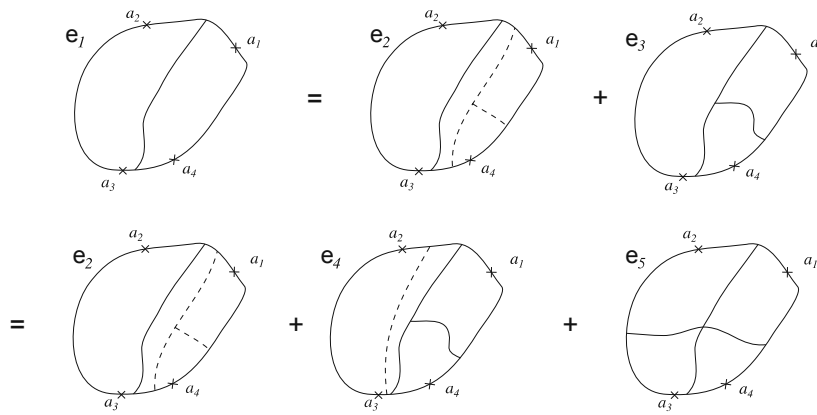 e1 a2 a1 a3 a4 = e2 a2 a1 a3 a4 + e3 a2 a a3 a4
= e2 a2 a1 a3 a4 + e4 a2 a1 a3 a4 + e5 a2 a1 a3 a4